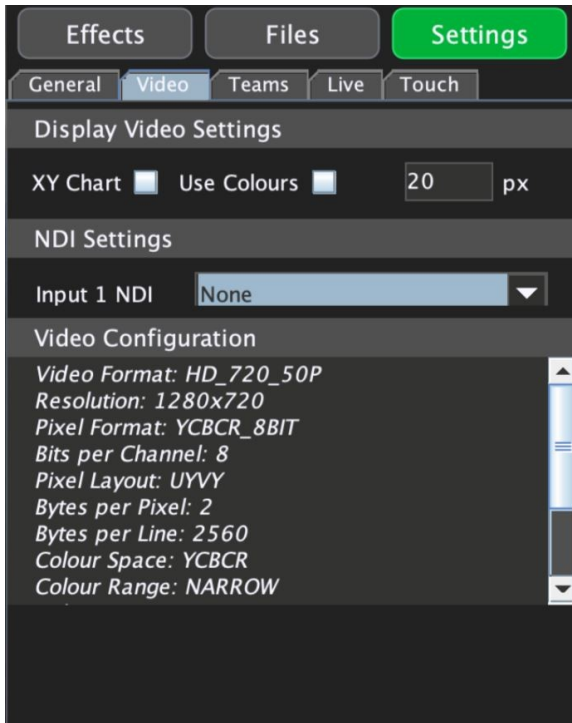 Effects Files Settings
General Video Teams Live Touch
Display Video Settings
XY Chart Use Colours 20 px
NDI Settings
Input 1 NDI None
Video Configuration
Video Format: HD_720_50P
Resolution: 1280x720
Pixel Format: YCBCR_8BIT
Bits per Channel: 8
Pixel Layout: UYVY
Bytes per Pixel: 2
Bytes per Line: 2560
Colour Space: YCBCR
Colour Range: NARROW